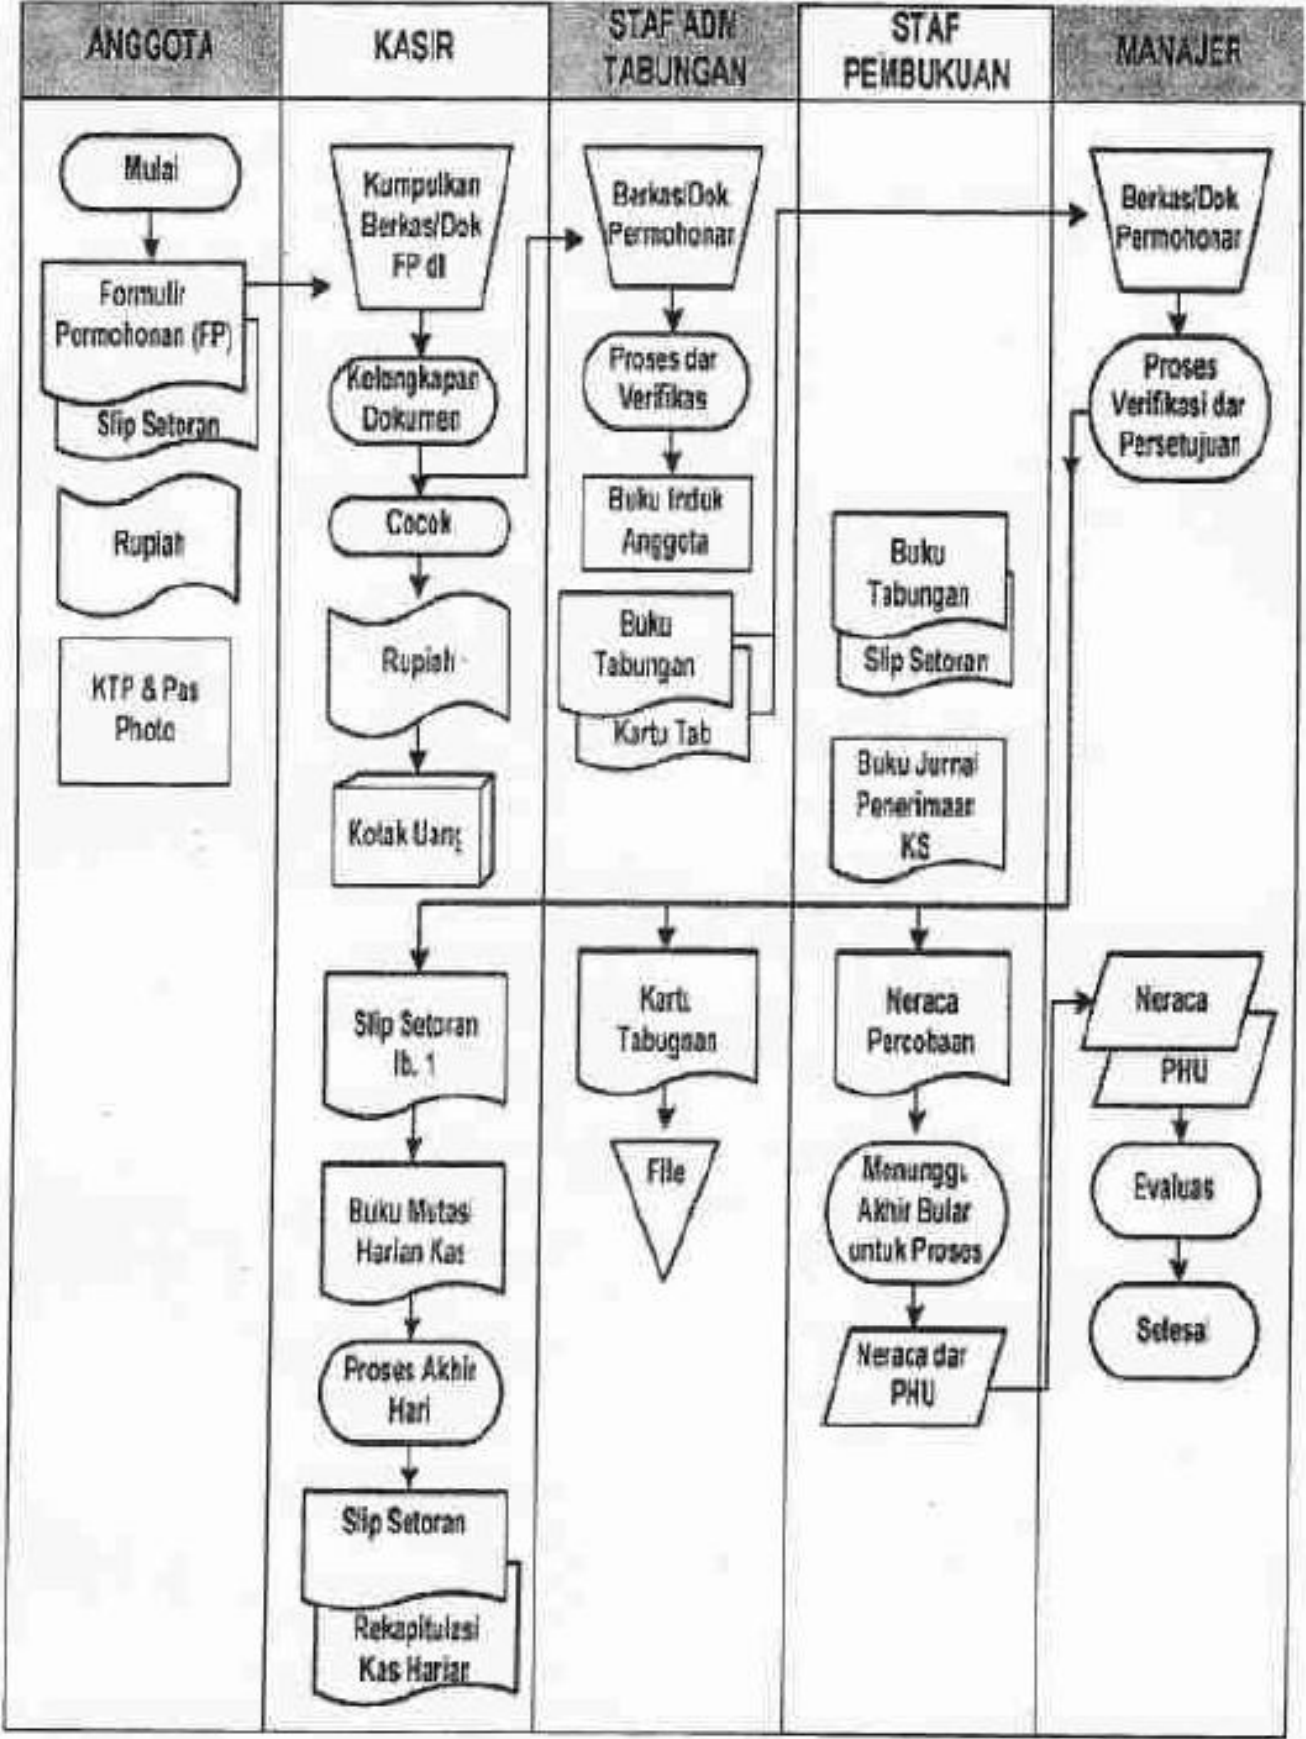 ANGGOTA
KASIR
STAF ADM
TABUNGAN
STAF
PEMBUKUAN
MANAJER
Mulai
Formulir
Permohonan (FP)
Slip Setoran
Rupiah
KTP & Pas
Photo
Kumpulkan
Berkas/Dok
FP di
Kelengkapan
Dokumen
Cocok
Rupiah
Kotak Uang
Slip Setoran
lb. 1
Buku Mutasi
Harian Kas
Proses Akhir
Hari
Slip Setoran
Rekapitulasi
Kas Harian
Berkas/Dok
Permohonan
Proses dan
Verifikas
Buku Induk
Anggota
Buku
Tabungan
Kartu Tab
Kartu
Tabugnan
File
Buku
Tabungan
Slip Setoran
Buku Jurnal
Penerimaan
KS
Neraca
Percobaan
Menunggu
Akhir Bulan
untuk Proses
Neraca dan
PHU
Berkas/Dok
Permohonan
Proses
Verifikasi dan
Persetujuan
Neraca
PHU
Evaluas
Selesai